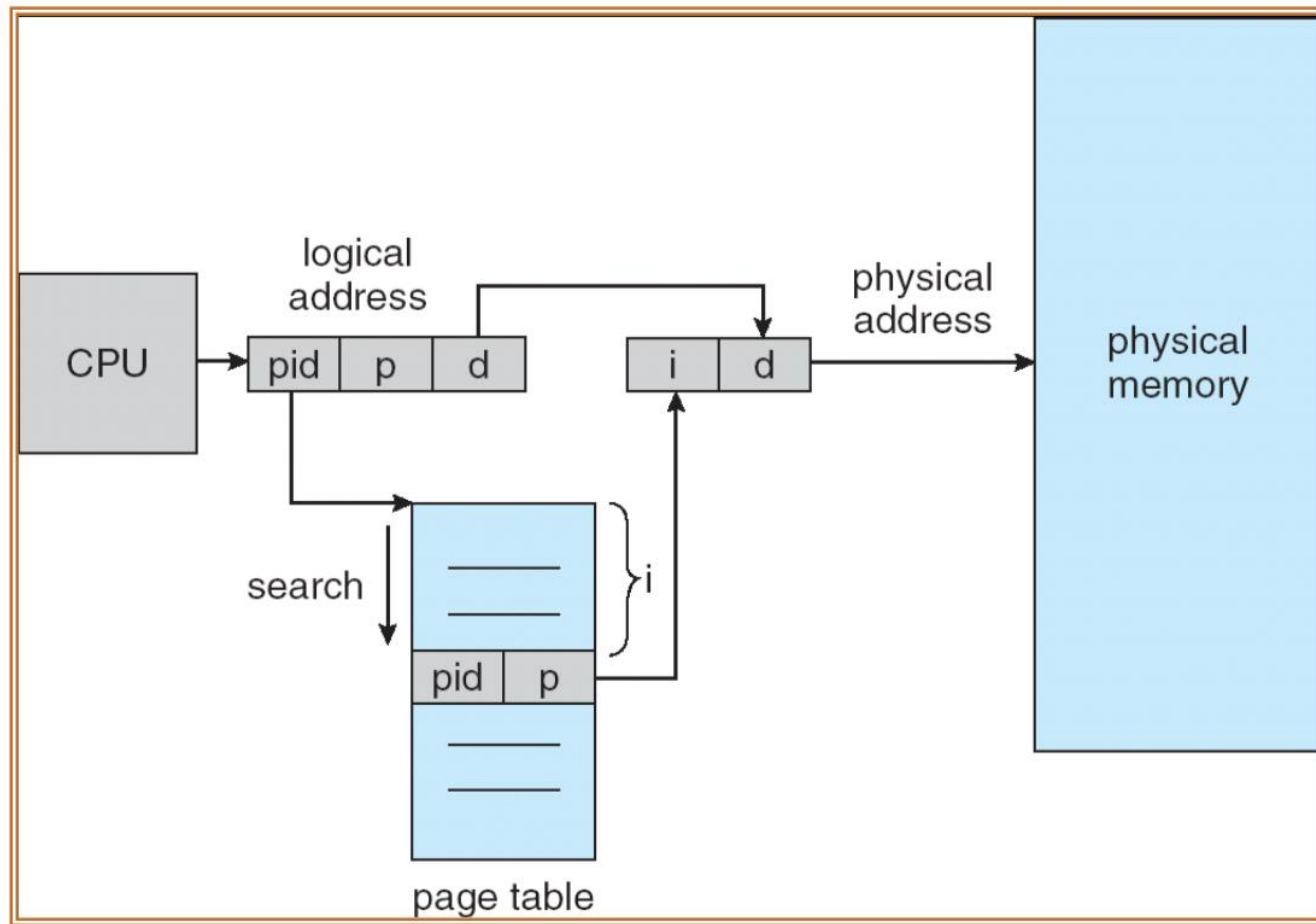 logical
address
physical
address
CPU
pid
p
d
i
d
physical
memory
search
i
pid
p
page table